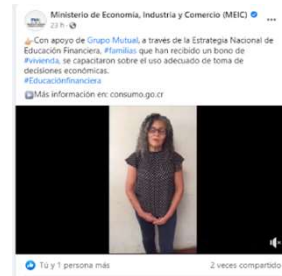 Ministerio de Economía, Industria y Comercio (MEIC)
23 h
Con apoyo de Grupo Mutual, a través de la Estrategia Nacional de
Educación Financiera, #familias que han recibido un bono de
#vivienda, se capacitaron sobre el uso adecuado de toma de
decisiones económicas.
#Educaciónfinanciera
Más información en: consumo.go.cr
Tú y 1 persona más 2 veces compartido